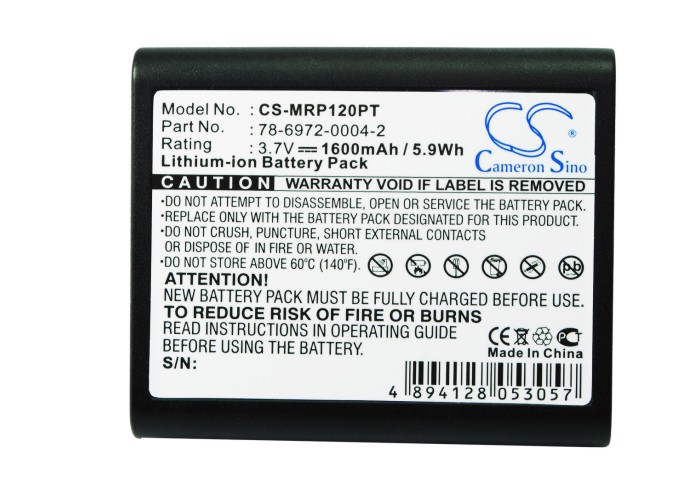 Model No. : CS-MRP120PT
Part No. : 78-6972-0004-2
Rating : 3.7V 1600mAh / 5.9Wh
Lithium-ion Battery Pack
CS
Cameron Sino
CAUTION WARRANTY VOID IF LABEL IS REMOVED
•DO NOT ATTEMPT TO DISASSEMBLE, OPEN OR SERVICE THE BATTERY PACK.
•REPLACE ONLY WITH THE BATTERY PACK DESIGNATED FOR THIS PRODUCT.
•DO NOT CRUSH, PUNCTURE, SHORT EXTERNAL CONTACTS
OR DISPOSE OF IN FIRE OR WATER.
•DO NOT STORE ABOVE 60°C (140°F).
Pb
ATTENTION!
NEW BATTERY PACK MUST BE FULLY CHARGED BEFORE USE
TO REDUCE RISK OF FIRE OR BURNS
READ INSTRUCTIONS IN OPERATING GUIDE
BEFORE USE.
S/N:
CE
Made In China
4 894128 053057